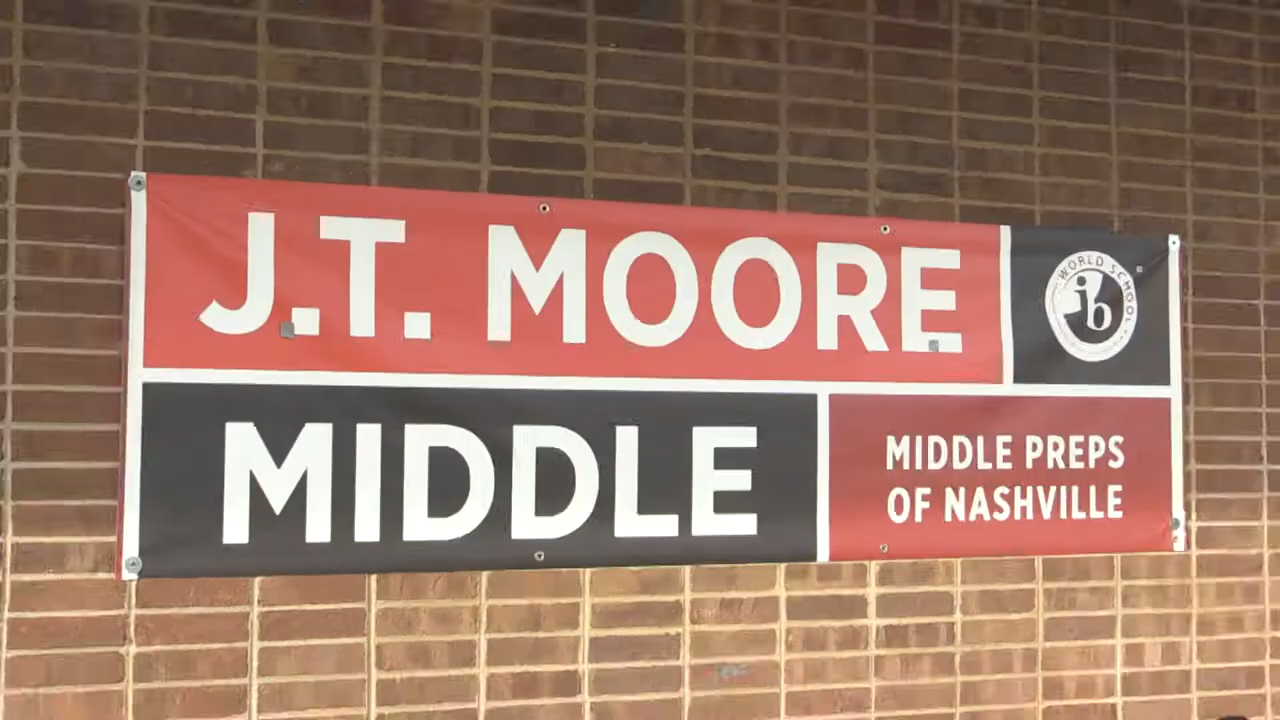 J.T. MOORE
WORLD SCHOOL
ib
MIDDLE
MIDDLE PREPS
OF NASHVILLE